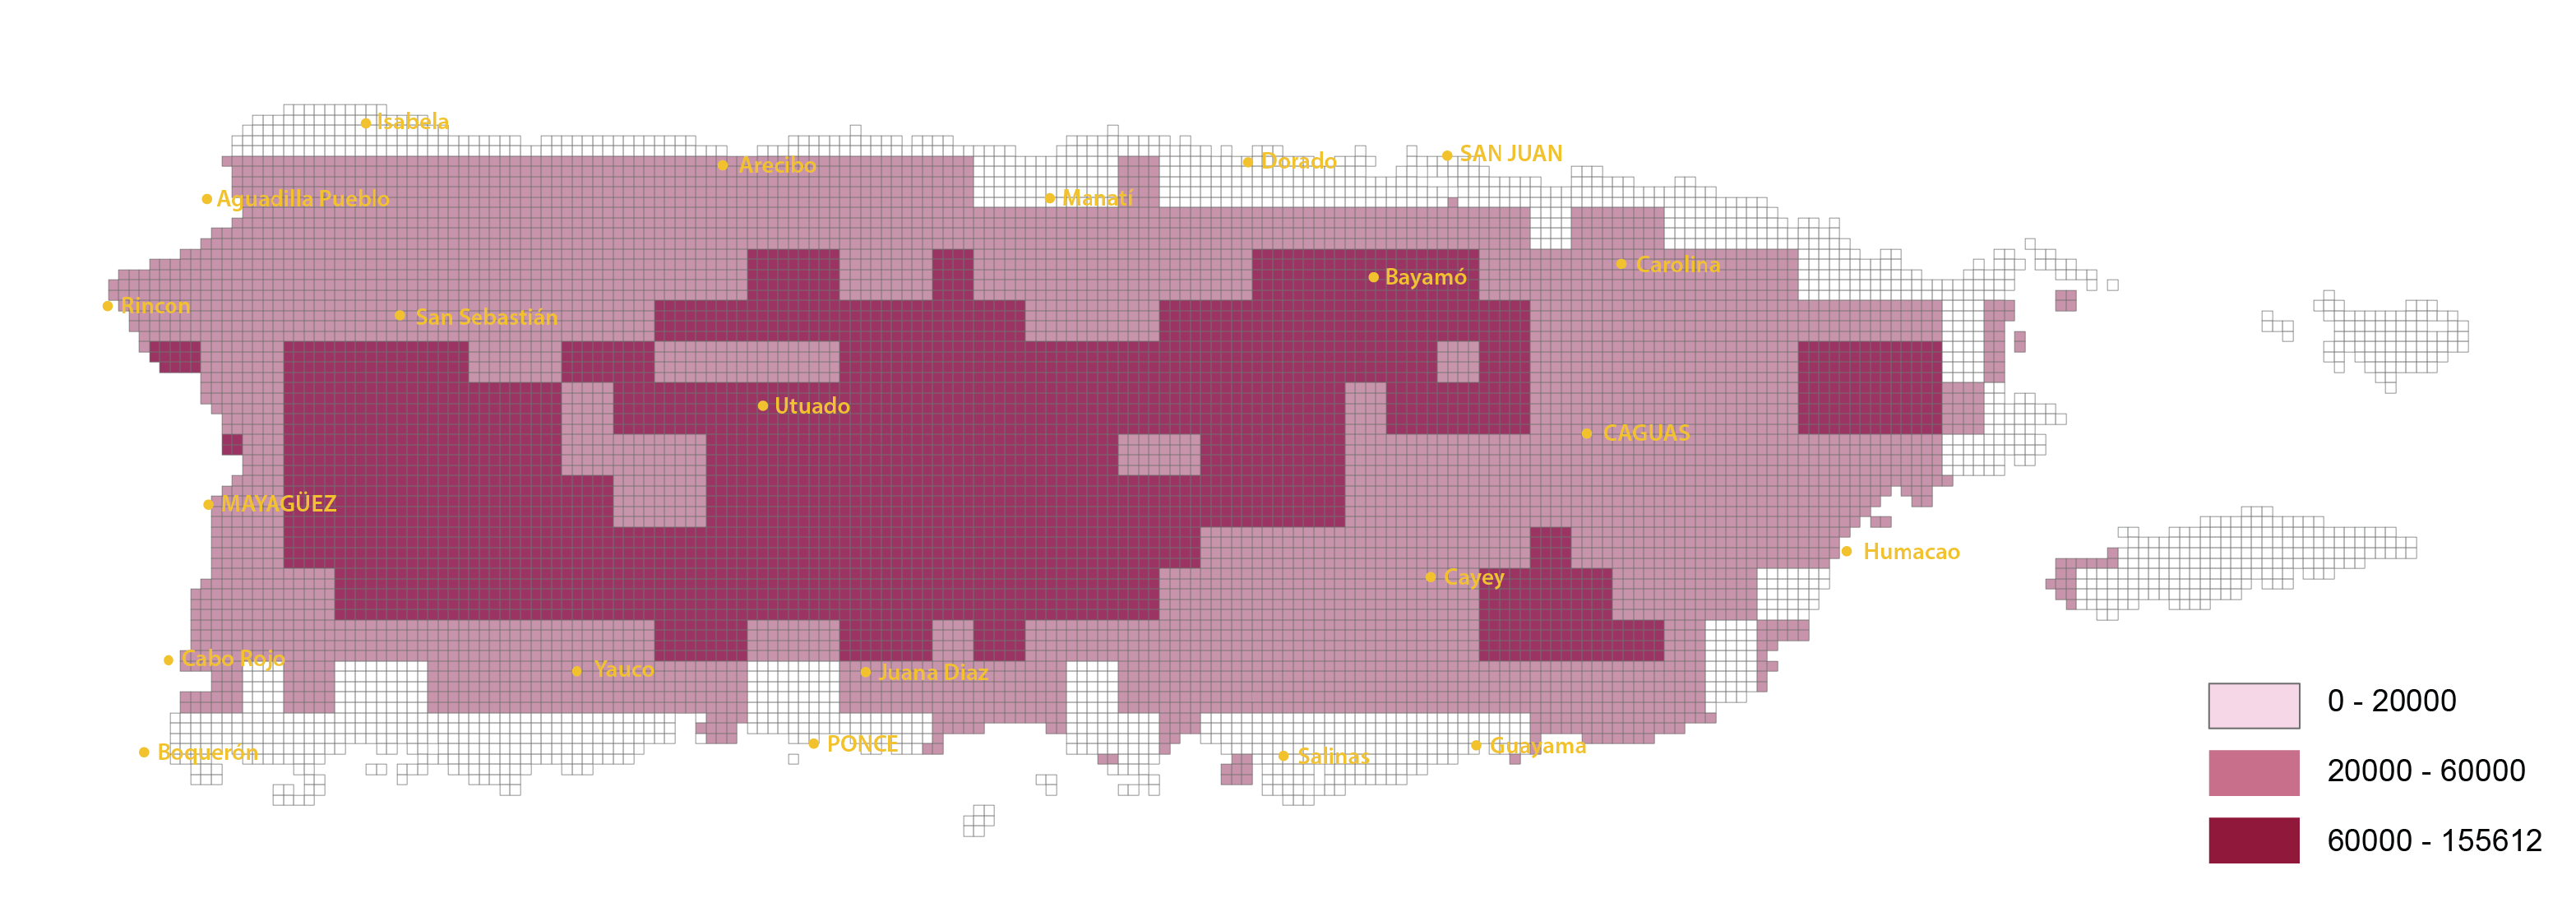 Isabela
SAN JUAN
Dorado
Arecibo
Aguadilla Pueblo
Manatí
Carolina
Bayamó
Rincon
San Sebastián
Utuado
CAGUAS
MAYAGÜEZ
Humacao
Cayey
Cabo Rojo
Yauco
Juana Diaz
PONCE
Guayama
Boquerón
Salinas
0 - 20000
20000 - 60000
60000 - 155612